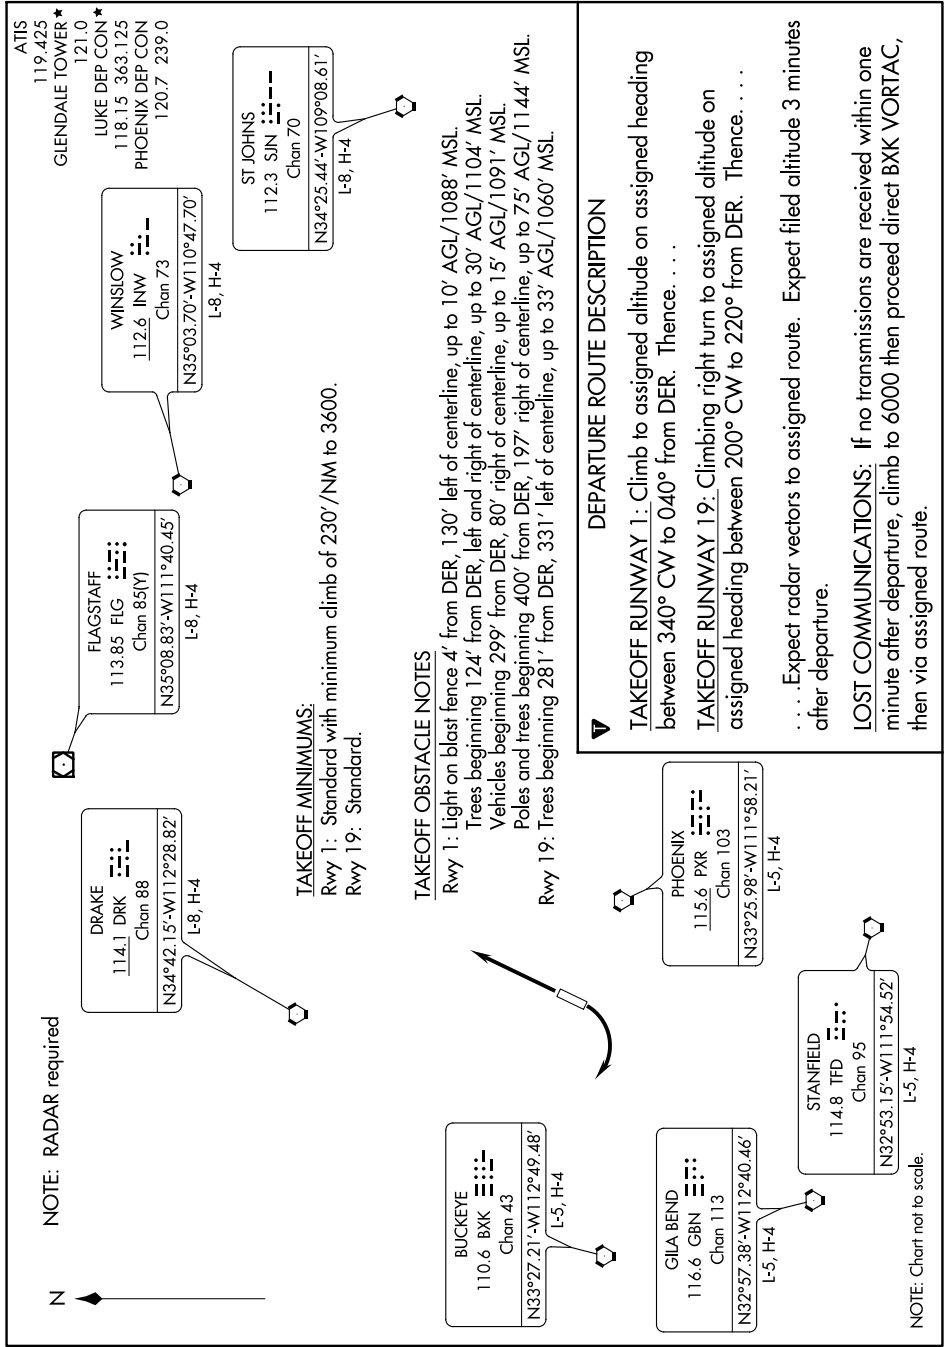 NOTE: RADAR required
ATIS
119.425
GLENDALE TOWER★
121.0
LUKE DEP CON★
118.15 363.125
PHOENIX DEP CON
120.7 239.0
N
DRAKE
114.1 DRK
Chan 88
N34°42.15'-W112°28.82'
L-8, H-4
FLAGSTAFF
113.85 FLG
Chan 85(Y)
N35°08.83'-W111°40.45'
L-8, H-4
WINSLOW
112.6 INW
Chan 73
N35°03.70'-W110°47.70'
L-8, H-4
ST JOHNS
112.3 SJN
Chan 70
N34°25.44'-W109°08.61'
L-8, H-4
TAKEOFF MINIMUMS:
Rwy 1: Standard with minimum climb of 230'/NM to 3600.
Rwy 19: Standard.
TAKEOFF OBSTACLE NOTES
Rwy 1: Light on blast fence 4' from DER, 130' left of centerline, up to 10' AGL/1088' MSL.
Trees beginning 124' from DER, left and right of centerline, up to 30' AGL/1104' MSL.
Vehicles beginning 299' from DER, 80' right of centerline, up to 15' AGL/1091' MSL.
Poles and trees beginning 400' from DER, 197' right of centerline, up to 75' AGL/1144' MSL.
Rwy 19: Trees beginning 281' from DER, 331' left of centerline, up to 33' AGL/1060' MSL.
BUCKEYE
110.6 BXK
Chan 43
N33°27.21'-W112°49.48'
L-5, H-4
GILA BEND
116.6 GBN
Chan 113
N32°57.38'-W112°40.46'
L-5, H-4
PHOENIX
115.6 PXR
Chan 103
N33°25.98'-W111°58.21'
L-5, H-4
STANFIELD
114.8 TFD
Chan 95
N32°53.15'-W111°54.52'
L-5, H-4
NOTE: Chart not to scale.
T
DEPARTURE ROUTE DESCRIPTION
TAKEOFF RUNWAY 1: Climb to assigned altitude on assigned heading
between 340° CW to 040° from DER. Thence. . . .
TAKEOFF RUNWAY 19: Climbing right turn to assigned altitude on
assigned heading between 200° CW to 220° from DER. Thence. . . .
. . . .Expect radar vectors to assigned route. Expect filed altitude 3 minutes
after departure.
LOST COMMUNICATIONS: If no transmissions are received within one
minute after departure, climb to 6000 then proceed direct BXK VORTAC,
then via assigned route.